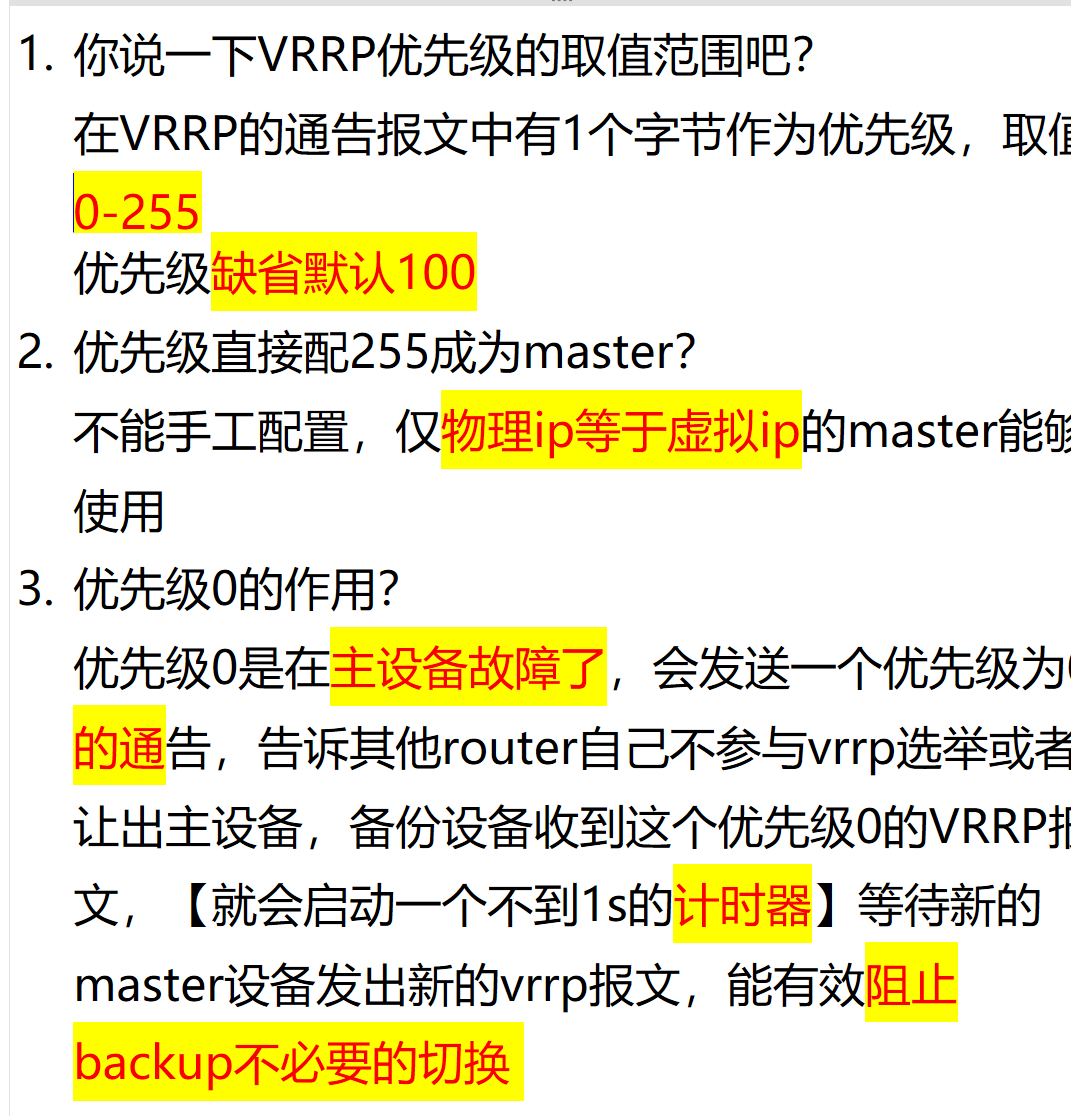 1. 你说一下VRRP优先级的取值范围吧?
在VRRP的通告报文中有1个字节作为优先级，取值
0-255
优先级缺省默认100
2. 优先级直接配255成为master?
不能手工配置，仅物理ip等于虚拟ip的master能够
使用
3. 优先级0的作用?
优先级0是在主设备故障了，会发送一个优先级为0
的通告，告诉其他router自己不参与vrrp选举或者
让出主设备，备份设备收到这个优先级0的VRRP报
文，【就会启动一个不到1s的计时器】等待新的
master设备发出新的vrrp报文，能有效阻止
backup不必要的切换